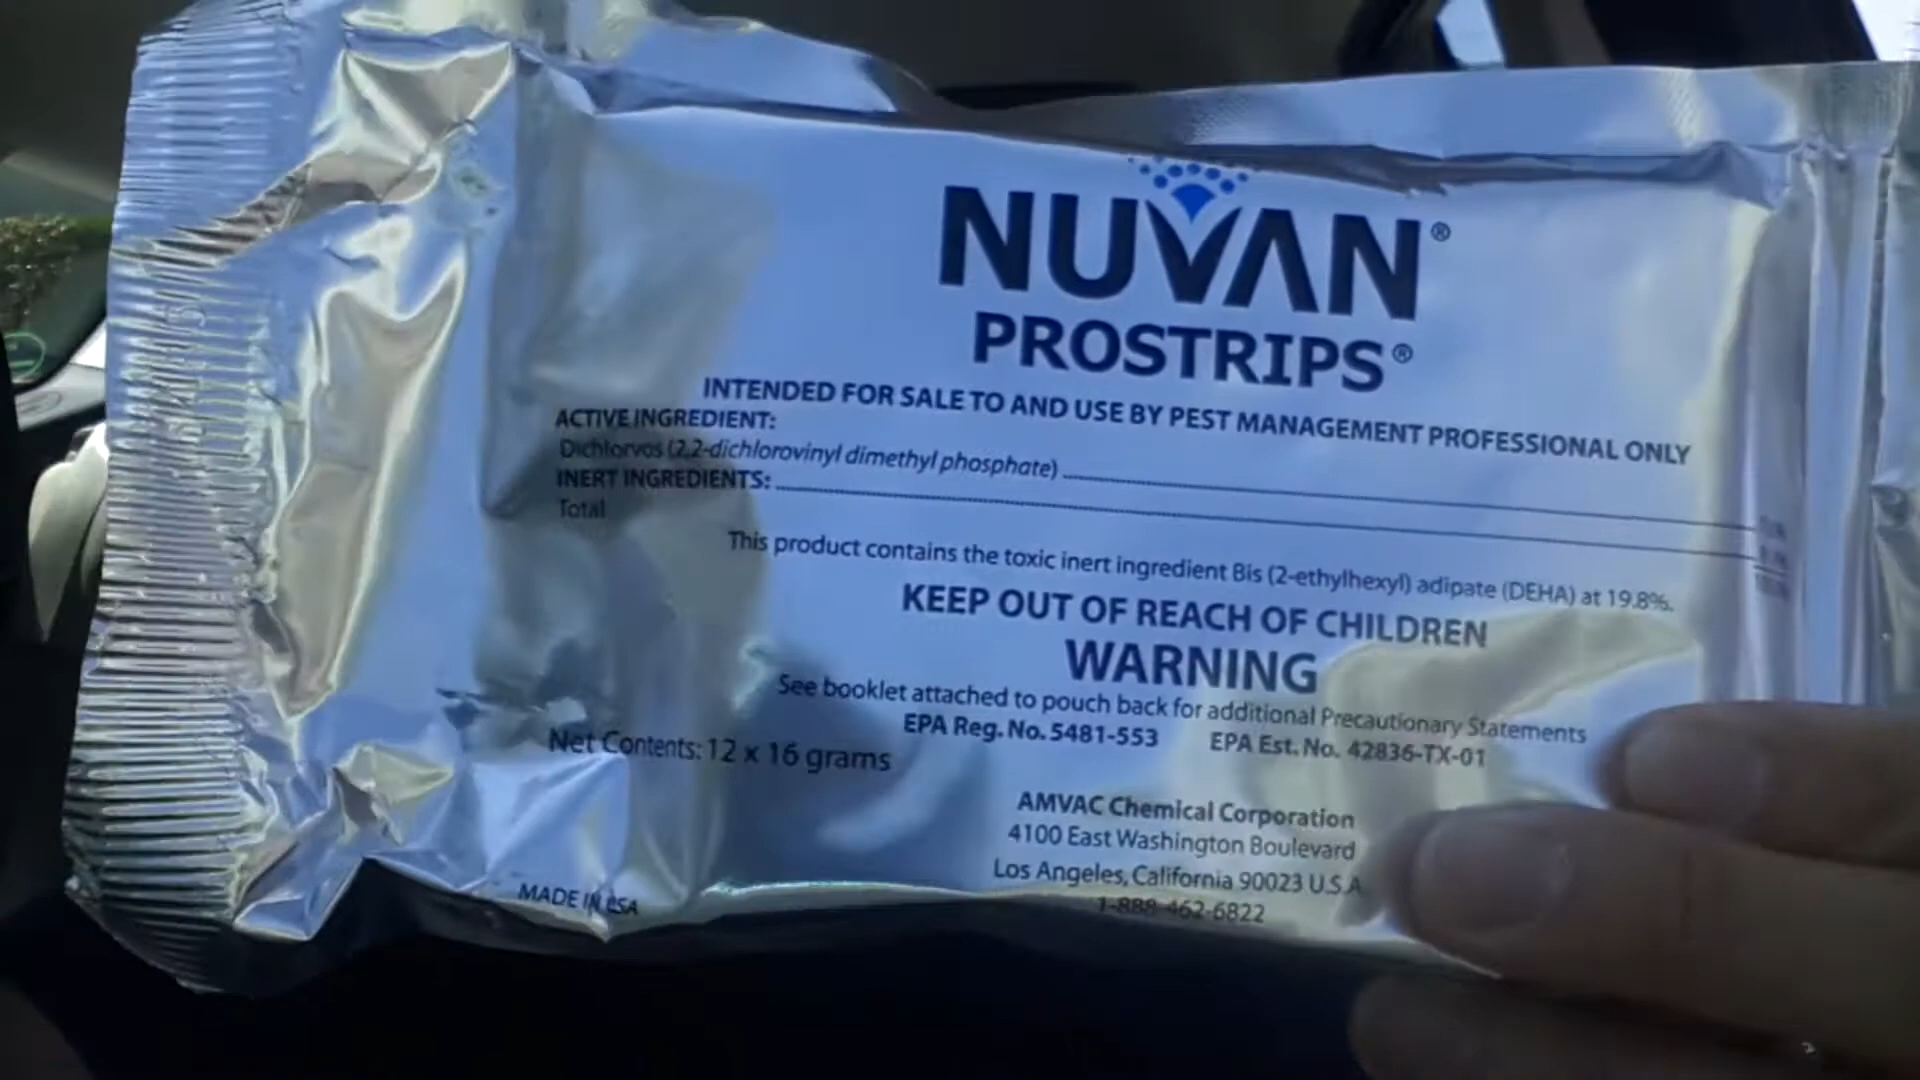 NUVAN®
PROSTRIPS®
INTENDED FOR SALE TO AND USE BY PEST MANAGEMENT PROFESSIONAL ONLY
ACTIVE INGREDIENT:
Dichlorvos (2,2-dichlorovinyl dimethyl phosphate)
INERT INGREDIENTS:
Total
This product contains the toxic inert ingredient Bis (2-ethylhexyl) adipate (DEHA) at 19.8%.
KEEP OUT OF REACH OF CHILDREN
WARNING
See booklet attached to pouch back for additional Precautionary Statements
EPA Reg. No. 5481-553 EPA Est. No. 42836-TX-01
Net Contents: 12 x 16 grams
AMVAC Chemical Corporation
4100 East Washington Boulevard
Los Angeles, California 90023 U.S.A
1-888-462-6822
MADE IN USA